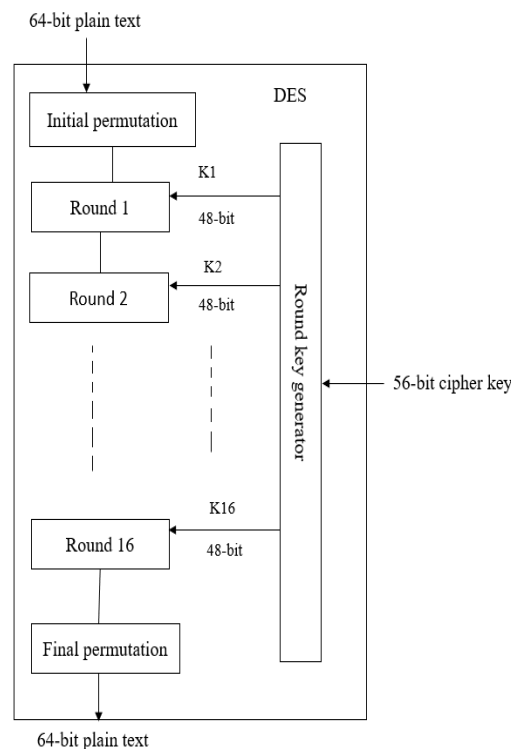 64-bit plain text
DES
Initial permutation
K1
Round 1
48-bit
K2
Round 2
48-bit
Round key generator
56-bit cipher key
K16
Round 16
48-bit
Final permutation
64-bit plain text